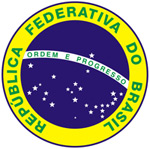 REPÚBLICA FEDERATIVA DO BRASIL
ORDEM E PROGRESSO